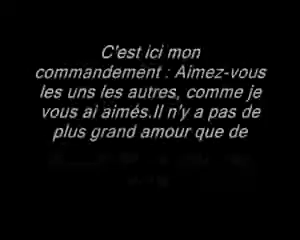 C'est ici mon
commandement : Aimez-vous
les uns les autres, comme je
vous ai aimés.Il n'y a pas de
plus grand amour que de